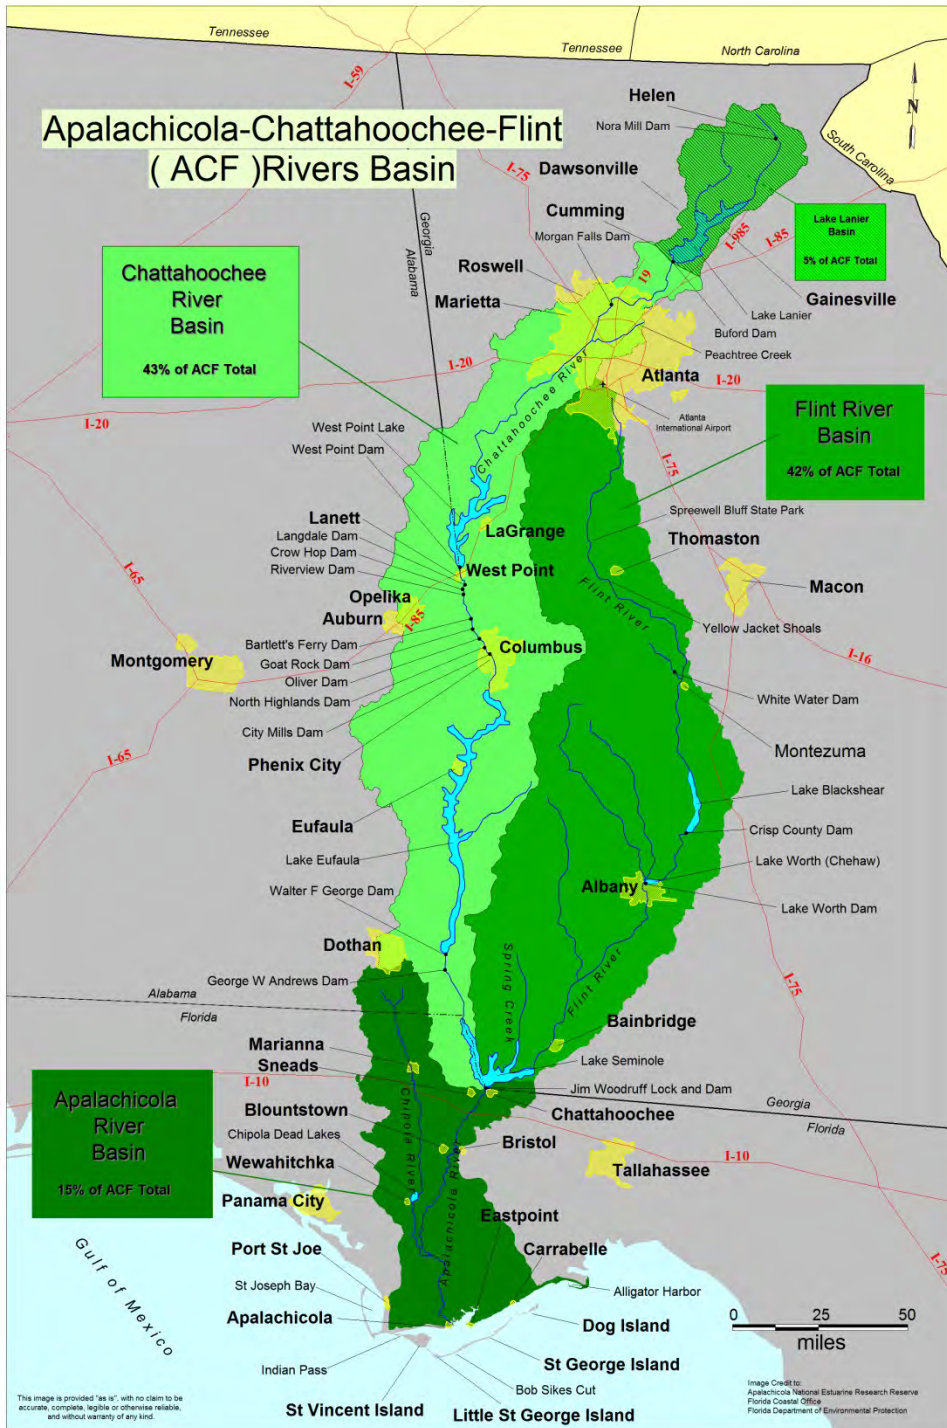 Tennessee
Tennessee
North Carolina
I-59
Helen
Nora Mill Dam
N
South Carolina
Apalachicola-Chattahoochee-Flint
( ACF )Rivers Basin
I-75
Dawsonville
Georgia
Alabama
Cumming
Morgan Falls Dam
Lake Lanier
Basin
5% of ACF Total
I-985
I-85
Chattahoochee
River
Basin
43% of ACF Total
Roswell
19
Marietta
Gainesville
Lake Lanier
Buford Dam
Peachtree Creek
I-20
Atlanta
I-20
Chattahoochee River
Flint River
Basin
42% of ACF Total
I-20
Atlanta
International Airport
West Point Lake
West Point Dam
I-75
Spreewell Bluff State Park
Lanett
LaGrange
Langdale Dam
Thomaston
Crow Hop Dam
West Point
Riverview Dam
I-65
Macon
Opelika
Flint River
Auburn
I-85
Yellow Jacket Shoals
Bartlett's Ferry Dam
Columbus
Montgomery
Goat Rock Dam
I-16
Oliver Dam
White Water Dam
North Highlands Dam
City Mills Dam
Montezuma
I-65
Phenix City
Lake Blackshear
Eufaula
Crisp County Dam
Lake Eufaula
Lake Worth (Chehaw)
Walter F George Dam
Albany
Lake Worth Dam
Dothan
Spring Creek
Flint River
George W Andrews Dam
I-75
Alabama
Florida
Bainbridge
Marianna
Lake Seminole
Sneads
I-10
Jim Woodruff Lock and Dam
Apalachicola
River
Basin
15% of ACF Total
Blountstown
Chattahoochee
Georgia
Florida
Chipola Dead Lakes
Chipola River
Bristol
I-10
Wewahitchka
Tallahassee
Panama City
Apalachicola River
Eastpoint
Gulf of Mexico
Port St Joe
Carrabelle
I-75
St Joseph Bay
Alligator Harbor
Apalachicola
Dog Island
0 25 50
miles
Indian Pass
St George Island
Bob Sikes Cut
St Vincent Island
Little St George Island
This image is provided "as is", with no claim to be
accurate, complete, legible or otherwise reliable,
and without warranty of any kind.
Image Credit to:
Apalachicola National Estuarine Research Reserve
Florida Coastal Office
Florida Department of Environmental Protection